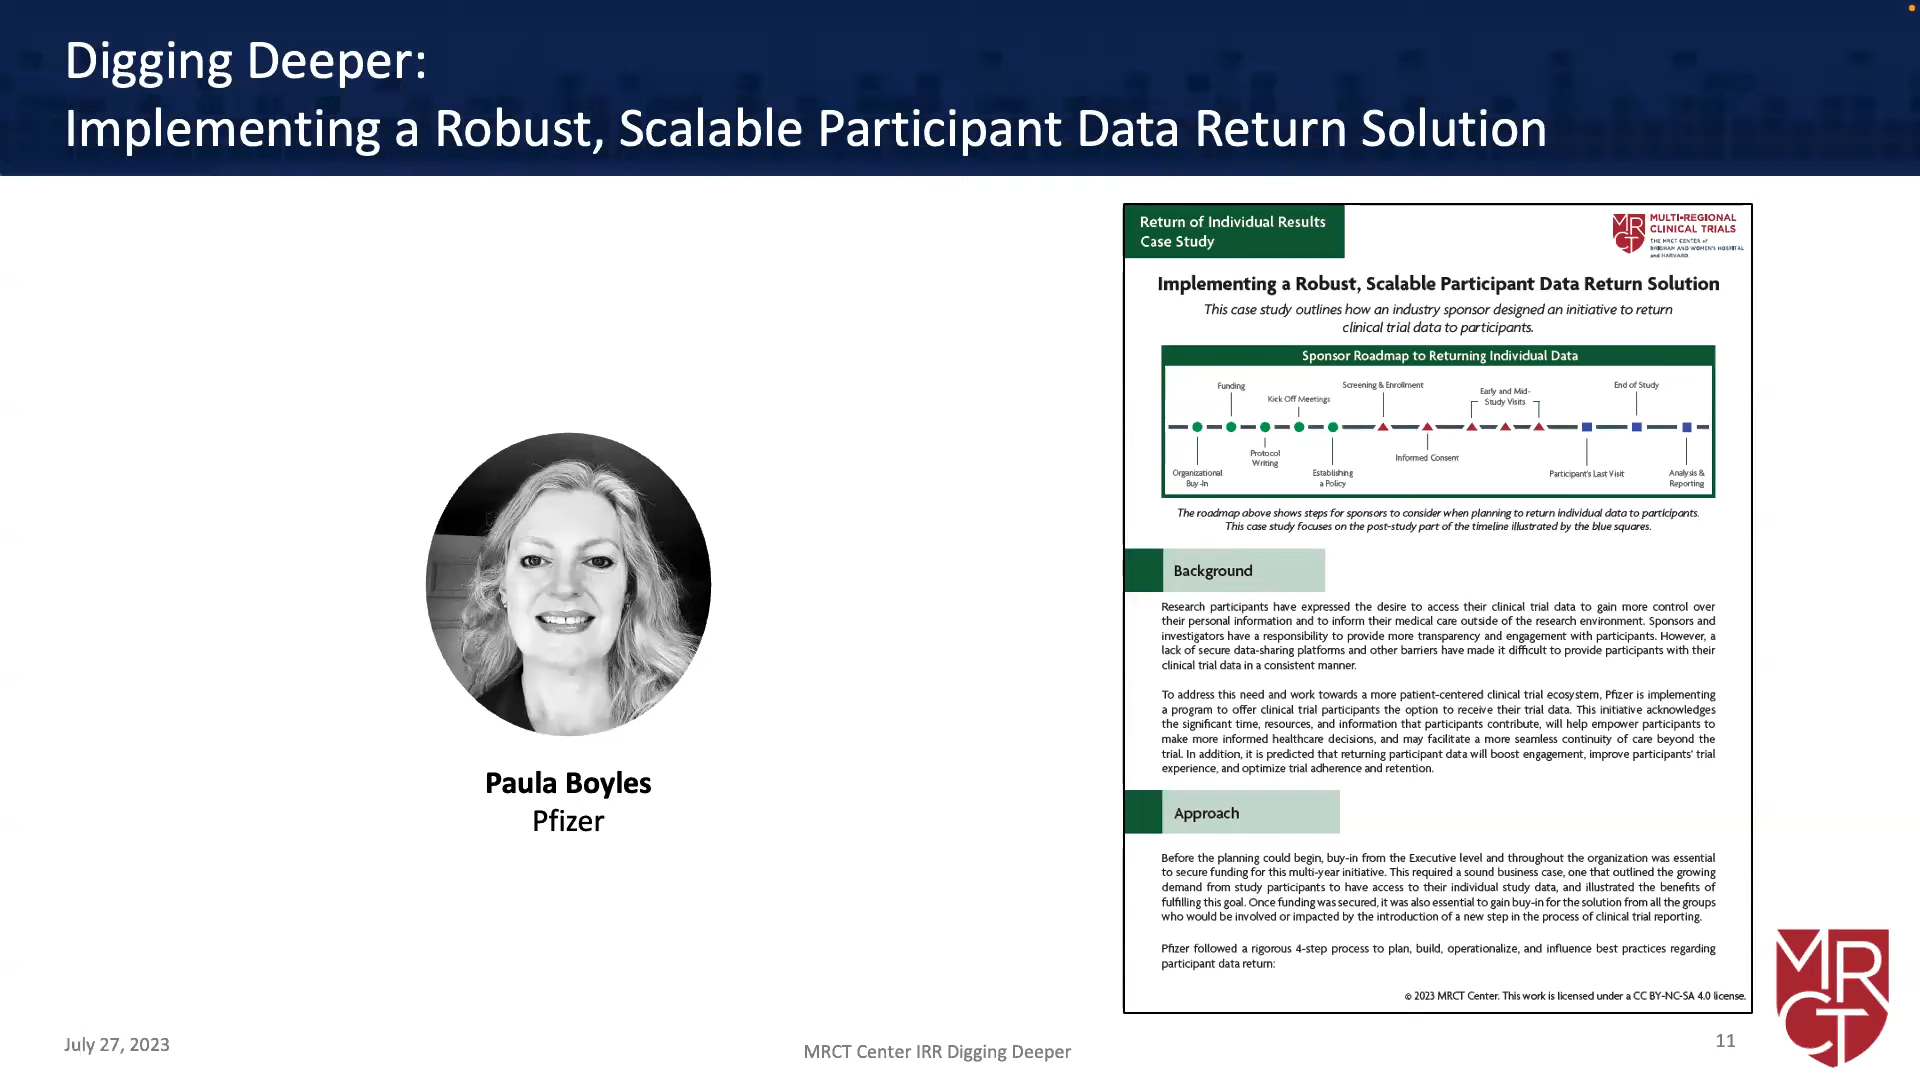 Digging Deeper:
Implementing a Robust, Scalable Participant Data Return Solution
Paula Boyles
Pfizer
Return of Individual Results
Case Study
MRCT
MULTI-REGIONAL
CLINICAL TRIALS
THE MRCT CENTER of
BRIGHAM AND WOMEN'S HOSPITAL
and HARVARD
Implementing a Robust, Scalable Participant Data Return Solution
This case study outlines how an industry sponsor designed an initiative to return
clinical trial data to participants.
Sponsor Roadmap to Returning Individual Data
Funding
Kick Off Meetings
Screening & Enrollment
Early and Mid-
Study Visits
End of Study
Organizational
Buy-In
Protocol
Writing
Establishing
a Policy
Informed Consent
Participant's Last Visit
Analysis &
Reporting
The roadmap above shows steps for sponsors to consider when planning to return individual data to participants.
This case study focuses on the post-study part of the timeline illustrated by the blue squares.
Background
Research participants have expressed the desire to access their clinical trial data to gain more control over
their personal information and to inform their medical care outside of the research environment. Sponsors and
investigators have a responsibility to provide more transparency and engagement with participants. However, a
lack of secure data-sharing platforms and other barriers have made it difficult to provide participants with their
clinical trial data in a consistent manner.
To address this need and work towards a more patient-centered clinical trial ecosystem, Pfizer is implementing
a program to offer clinical trial participants the option to receive their trial data. This initiative acknowledges
the significant time, resources, and information that participants contribute, will help empower participants to
make more informed healthcare decisions, and may facilitate a more seamless continuity of care beyond the
trial. In addition, it is predicted that returning participant data will boost engagement, improve participants' trial
experience, and optimize trial adherence and retention.
Approach
Before the planning could begin, buy-in from the Executive level and throughout the organization was essential
to secure funding for this multi-year initiative. This required a sound business case, one that outlined the growing
demand from study participants to have access to their individual study data, and illustrated the benefits of
fulfilling this goal. Once funding was secured, it was also essential to gain buy-in for the solution from all the groups
who would be involved or impacted by the introduction of a new step in the process of clinical trial reporting.
Pfizer followed a rigorous 4-step process to plan, build, operationalize, and influence best practices regarding
participant data return:
© 2023 MRCT Center. This work is licensed under a CC BY-NC-SA 4.0 license.
July 27, 2023
MRCT Center IRR Digging Deeper
11
MRCT